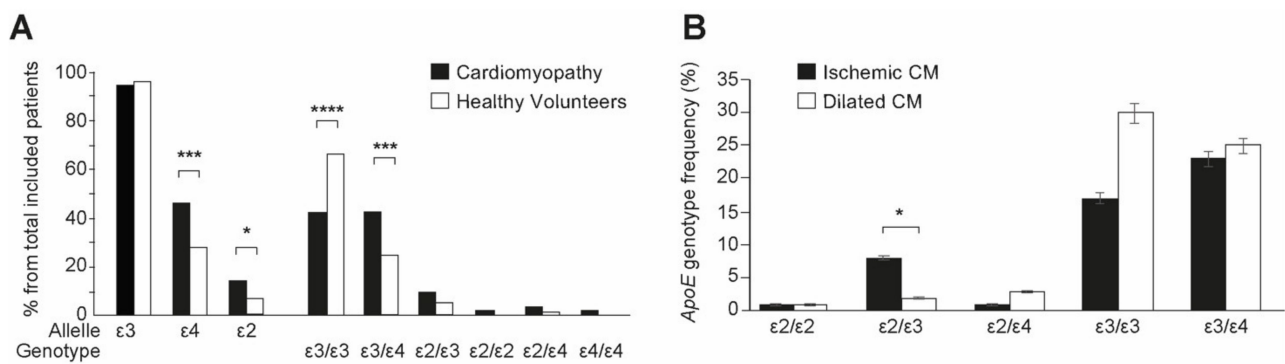 A
% from total included patients
100
80
60
40
20
0
Cardiomyopathy
Healthy Volunteers
***
*
****
***
Allelle ε3 ε4 ε2
Genotype ε3/ε3 ε3/ε4 ε2/ε3 ε2/ε2 ε2/ε4 ε4/ε4
B
ApoE genotype frequency (%)
35
30
25
20
15
10
5
0
Ischemic CM
Dilated CM
*
ε2/ε2 ε2/ε3 ε2/ε4 ε3/ε3 ε3/ε4